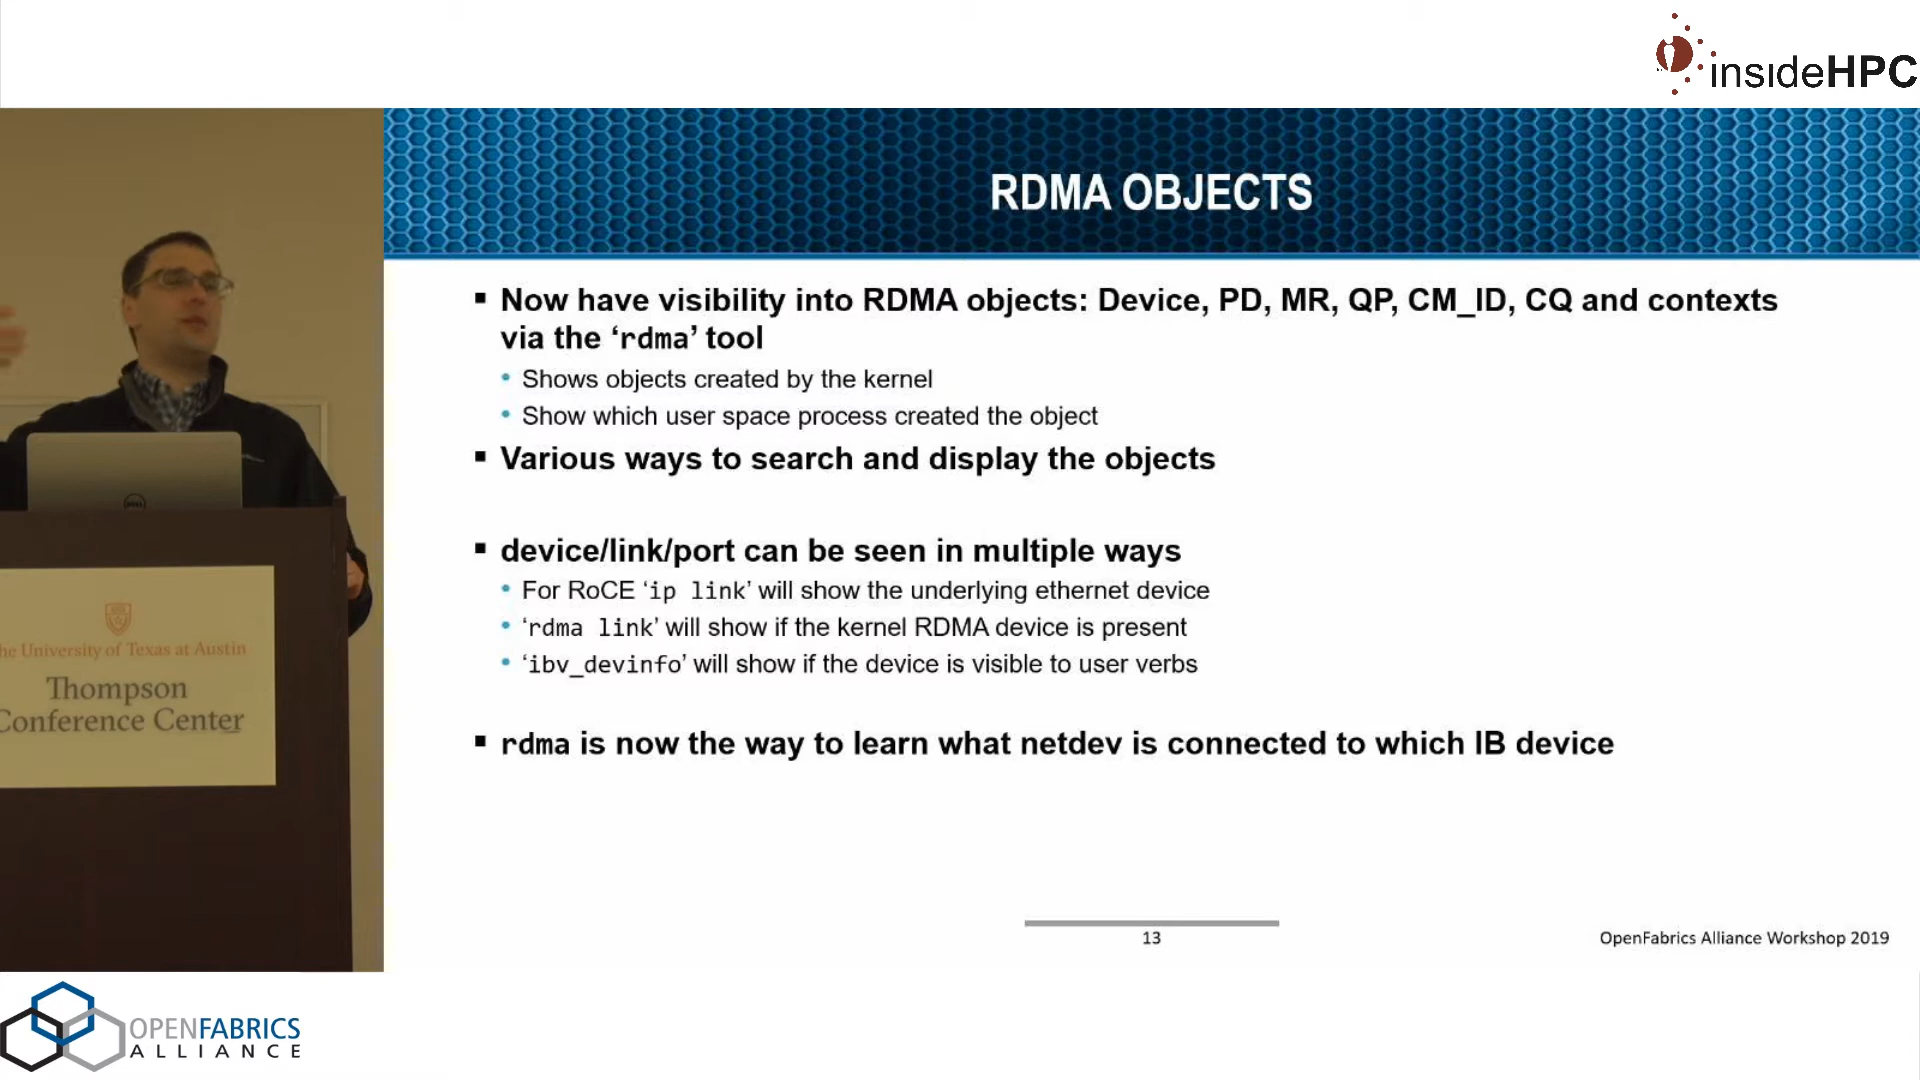 insideHPC
RDMA OBJECTS
▪ Now have visibility into RDMA objects: Device, PD, MR, QP, CM_ID, CQ and contexts
via the ‘rdma’ tool
• Shows objects created by the kernel
• Show which user space process created the object
▪ Various ways to search and display the objects
▪ device/link/port can be seen in multiple ways
• For RoCE ‘ip link’ will show the underlying ethernet device
• ‘rdma link’ will show if the kernel RDMA device is present
• ‘ibv_devinfo’ will show if the device is visible to user verbs
▪ rdma is now the way to learn what netdev is connected to which IB device
13
OpenFabrics Alliance Workshop 2019
DELL
he University of Texas at Austin
Thompson
Conference Center
OPENFABRICS
ALLIANCE